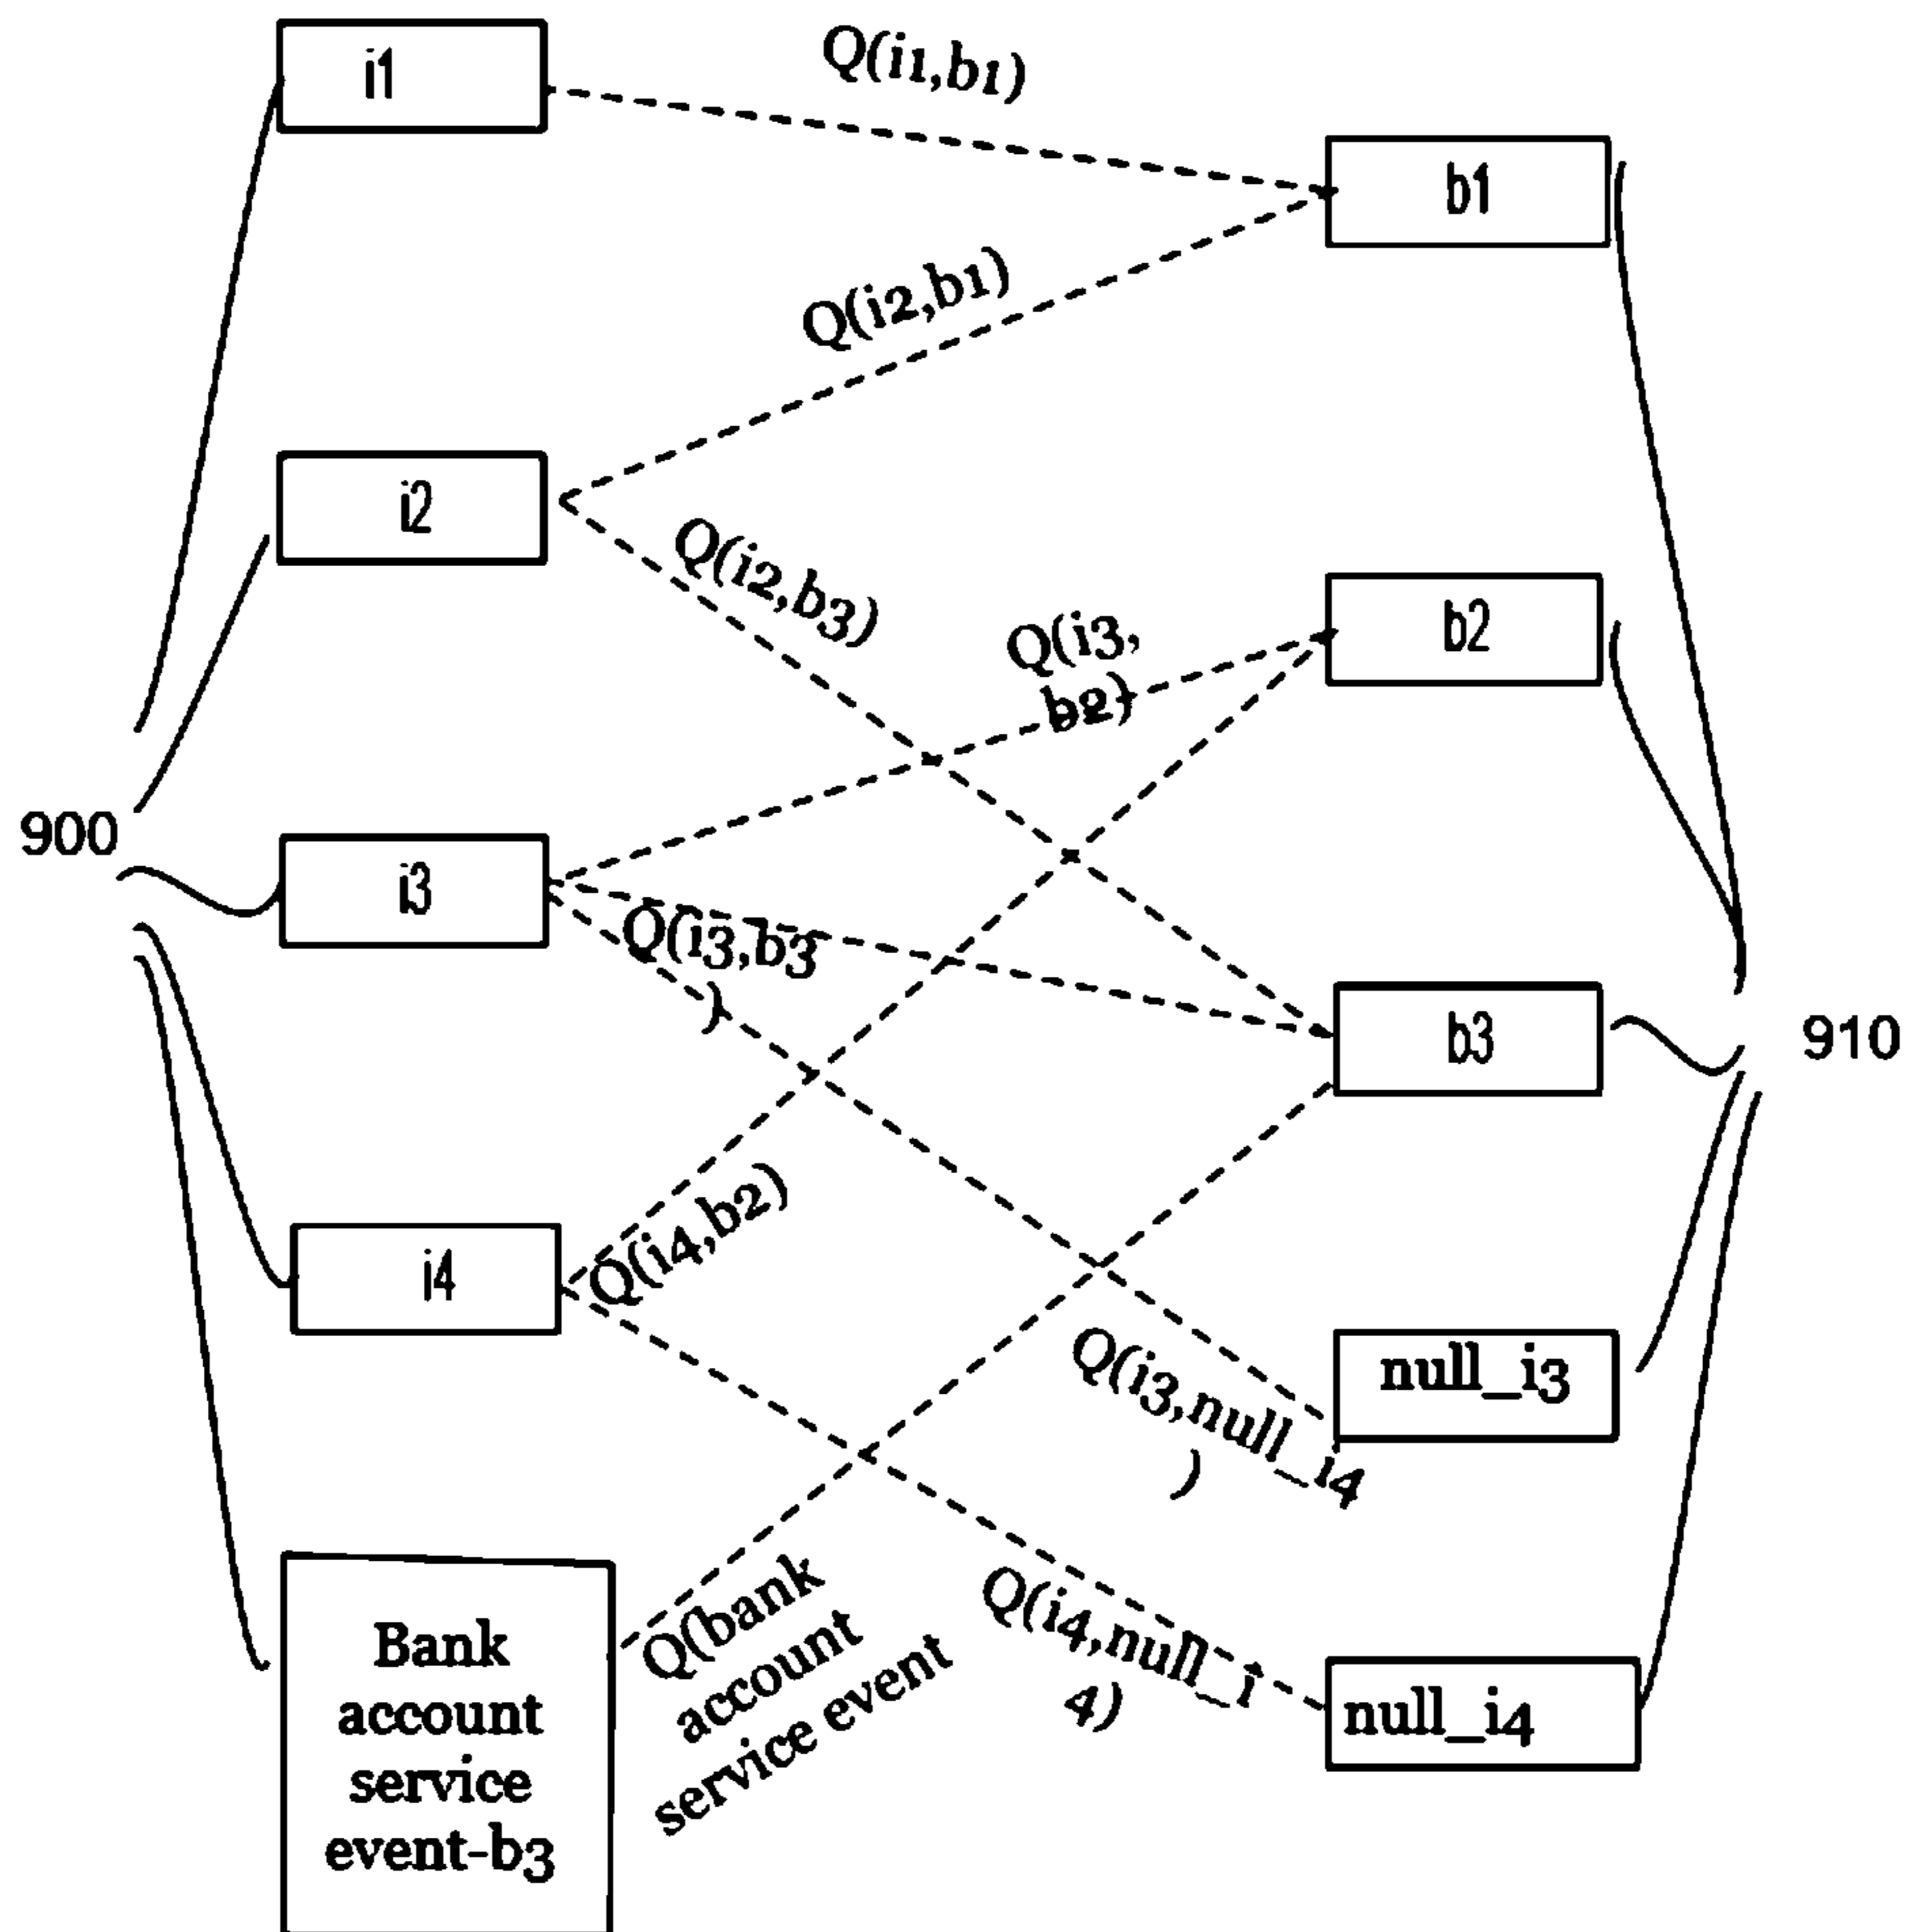 i1
Q(i1,b1)
b1
Q(i2,b1)
i2
Q(i2,b3)
Q(i3,
b2)
b2
900
i3
Q(i3,b3
)
b3
910
i4
Q(i4,b2)
Q(i3,null_i4
)
null_i3
Bank
account
service
event-b3
Q(bank
account
service event
Q(i4,null_i
4)
null_i4